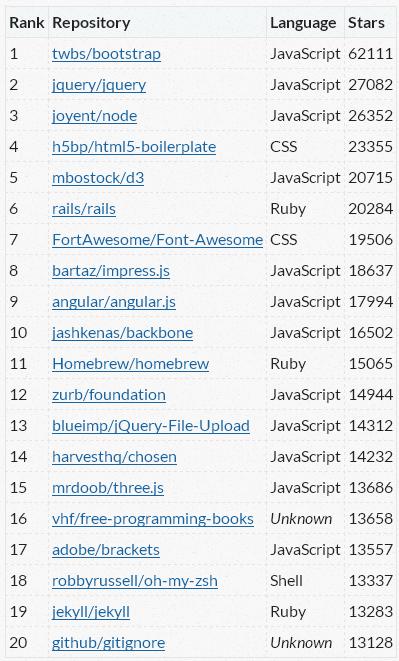 Rank Repository Language Stars
1 twbs/bootstrap JavaScript 62111
2 jquery/jquery JavaScript 27082
3 joyent/node JavaScript 26352
4 h5bp/html5-boilerplate CSS 23355
5 mbostock/d3 JavaScript 20715
6 rails/rails Ruby 20284
7 FortAwesome/Font-Awesome CSS 19506
8 bartaz/impress.js JavaScript 18637
9 angular/angular.js JavaScript 17994
10 jashkenas/backbone JavaScript 16502
11 Homebrew/homebrew Ruby 15065
12 zurb/foundation JavaScript 14944
13 blueimp/jQuery-File-Upload JavaScript 14312
14 harvesthq/chosen JavaScript 14232
15 mrdoob/three.js JavaScript 13686
16 vhf/free-programming-books Unknown 13658
17 adobe/brackets JavaScript 13557
18 robbyrussell/oh-my-zsh Shell 13337
19 jekyll/jekyll Ruby 13283
20 github/gitignore Unknown 13128